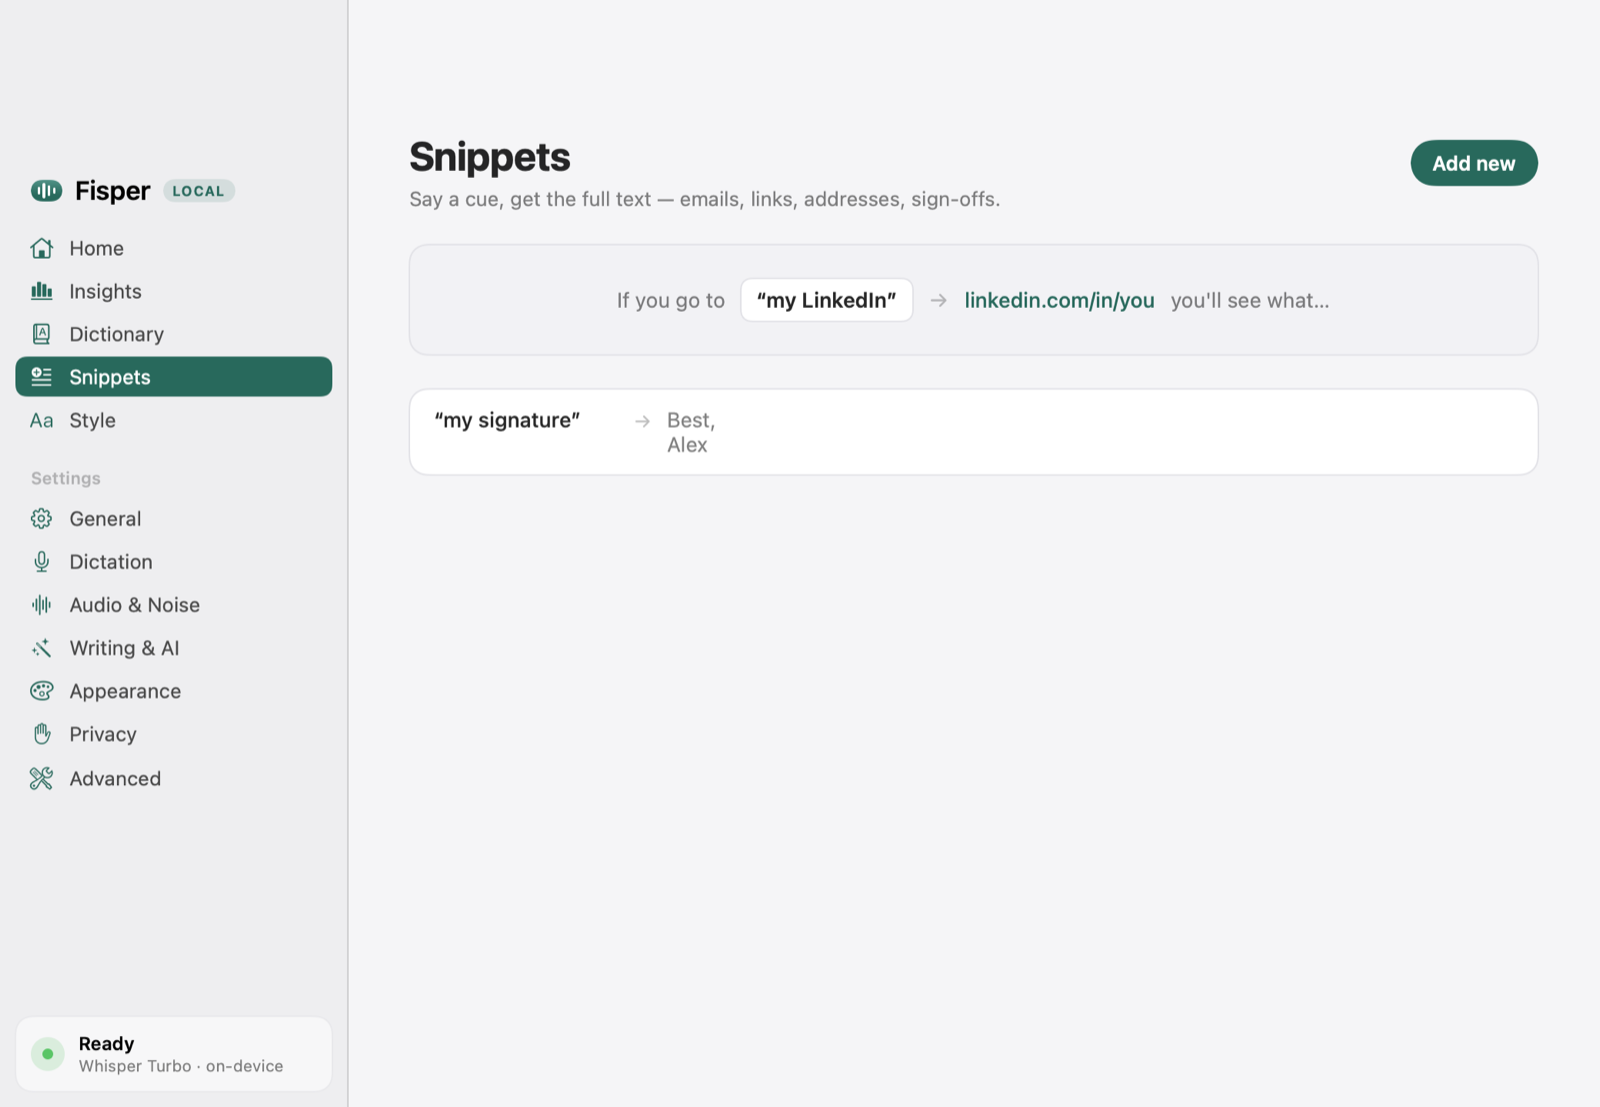 Fisper LOCAL
Home
Insights
Dictionary
Snippets
Aa Style
Settings
General
Dictation
Audio & Noise
Writing & AI
Appearance
Privacy
Advanced
Ready
Whisper Turbo · on-device
Snippets
Add new
Say a cue, get the full text — emails, links, addresses, sign-offs.
If you go to “my LinkedIn” → linkedin.com/in/you you'll see what...
“my signature” → Best,
Alex